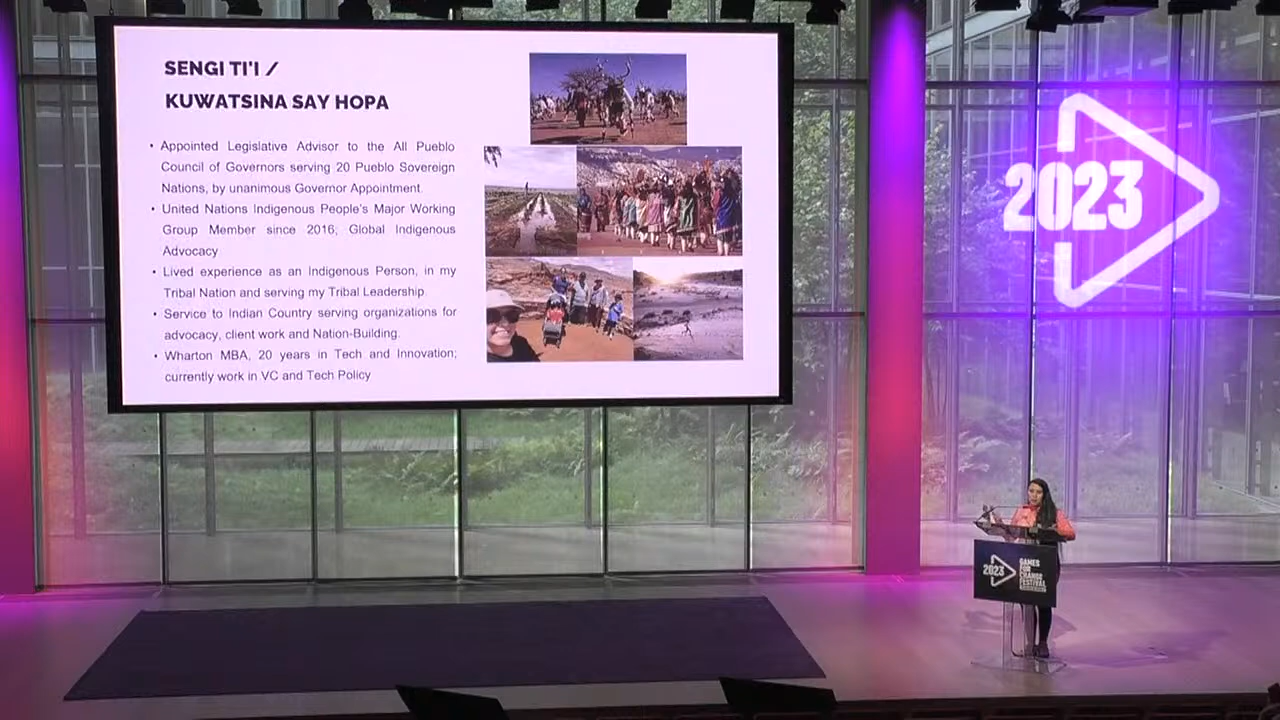 SENGI TI'I /
KUWATSINA SAY HOPA
• Appointed Legislative Advisor to the All Pueblo
Council of Governors serving 20 Pueblo Sovereign
Nations, by unanimous Governor Appointment.
• United Nations Indigenous People's Major Working
Group Member since 2016; Global Indigenous
Advocacy
• Lived experience as an Indigenous Person, in my
Tribal Nation and serving my Tribal Leadership.
• Service to Indian Country serving organizations for
advocacy, client work and Nation-Building.
• Wharton MBA, 20 years in Tech and Innovation;
currently work in VC and Tech Policy
2023
2023
GAMES
FOR
CHANGE
FESTIVAL